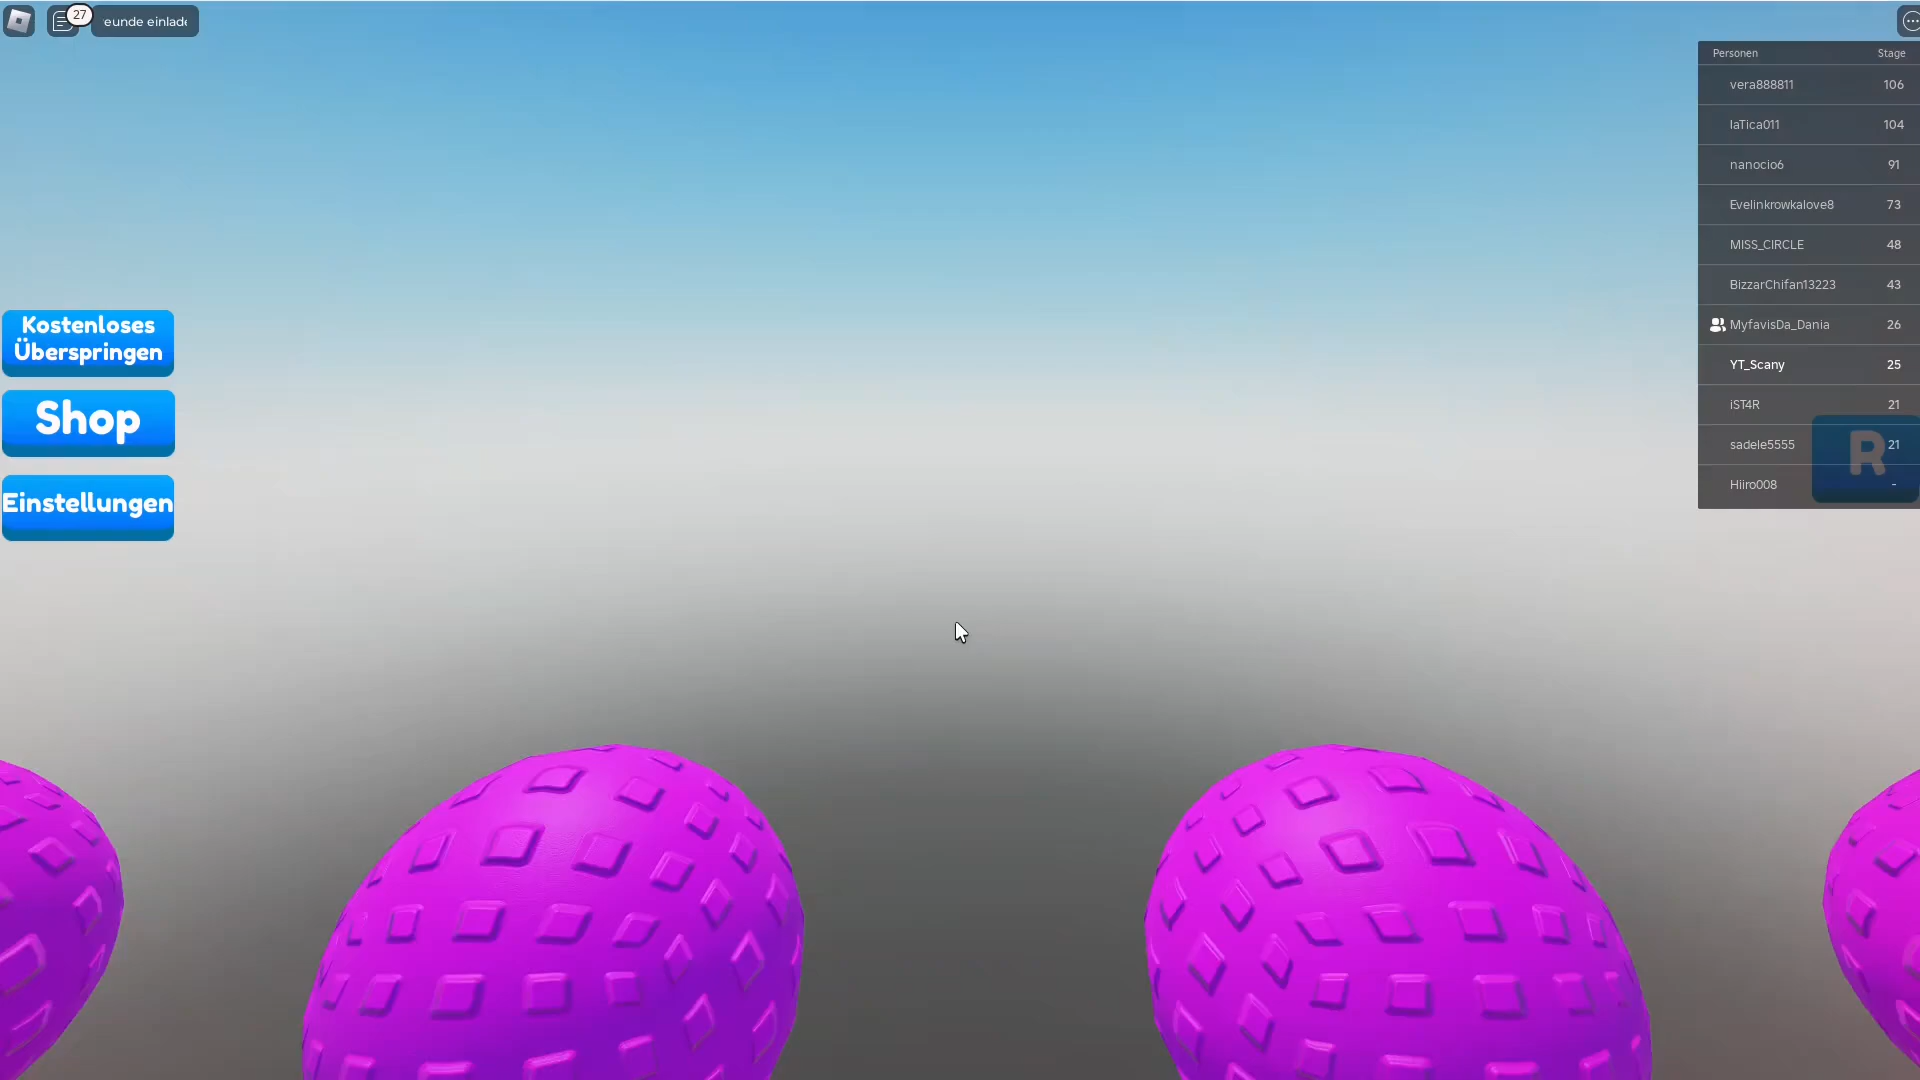 27
eunde einlade
Personen Stage
vera888811 106
laTica011 104
nanocio6 91
Evelinkrowkalove8 73
MISS_CIRCLE 48
BizzarChifan13223 43
MyfavisDa_Dania 26
YT_Scany 25
iST4R 21
sadele5555 21
Hiiro008 -
R
Kostenloses
Überspringen
Shop
Einstellungen